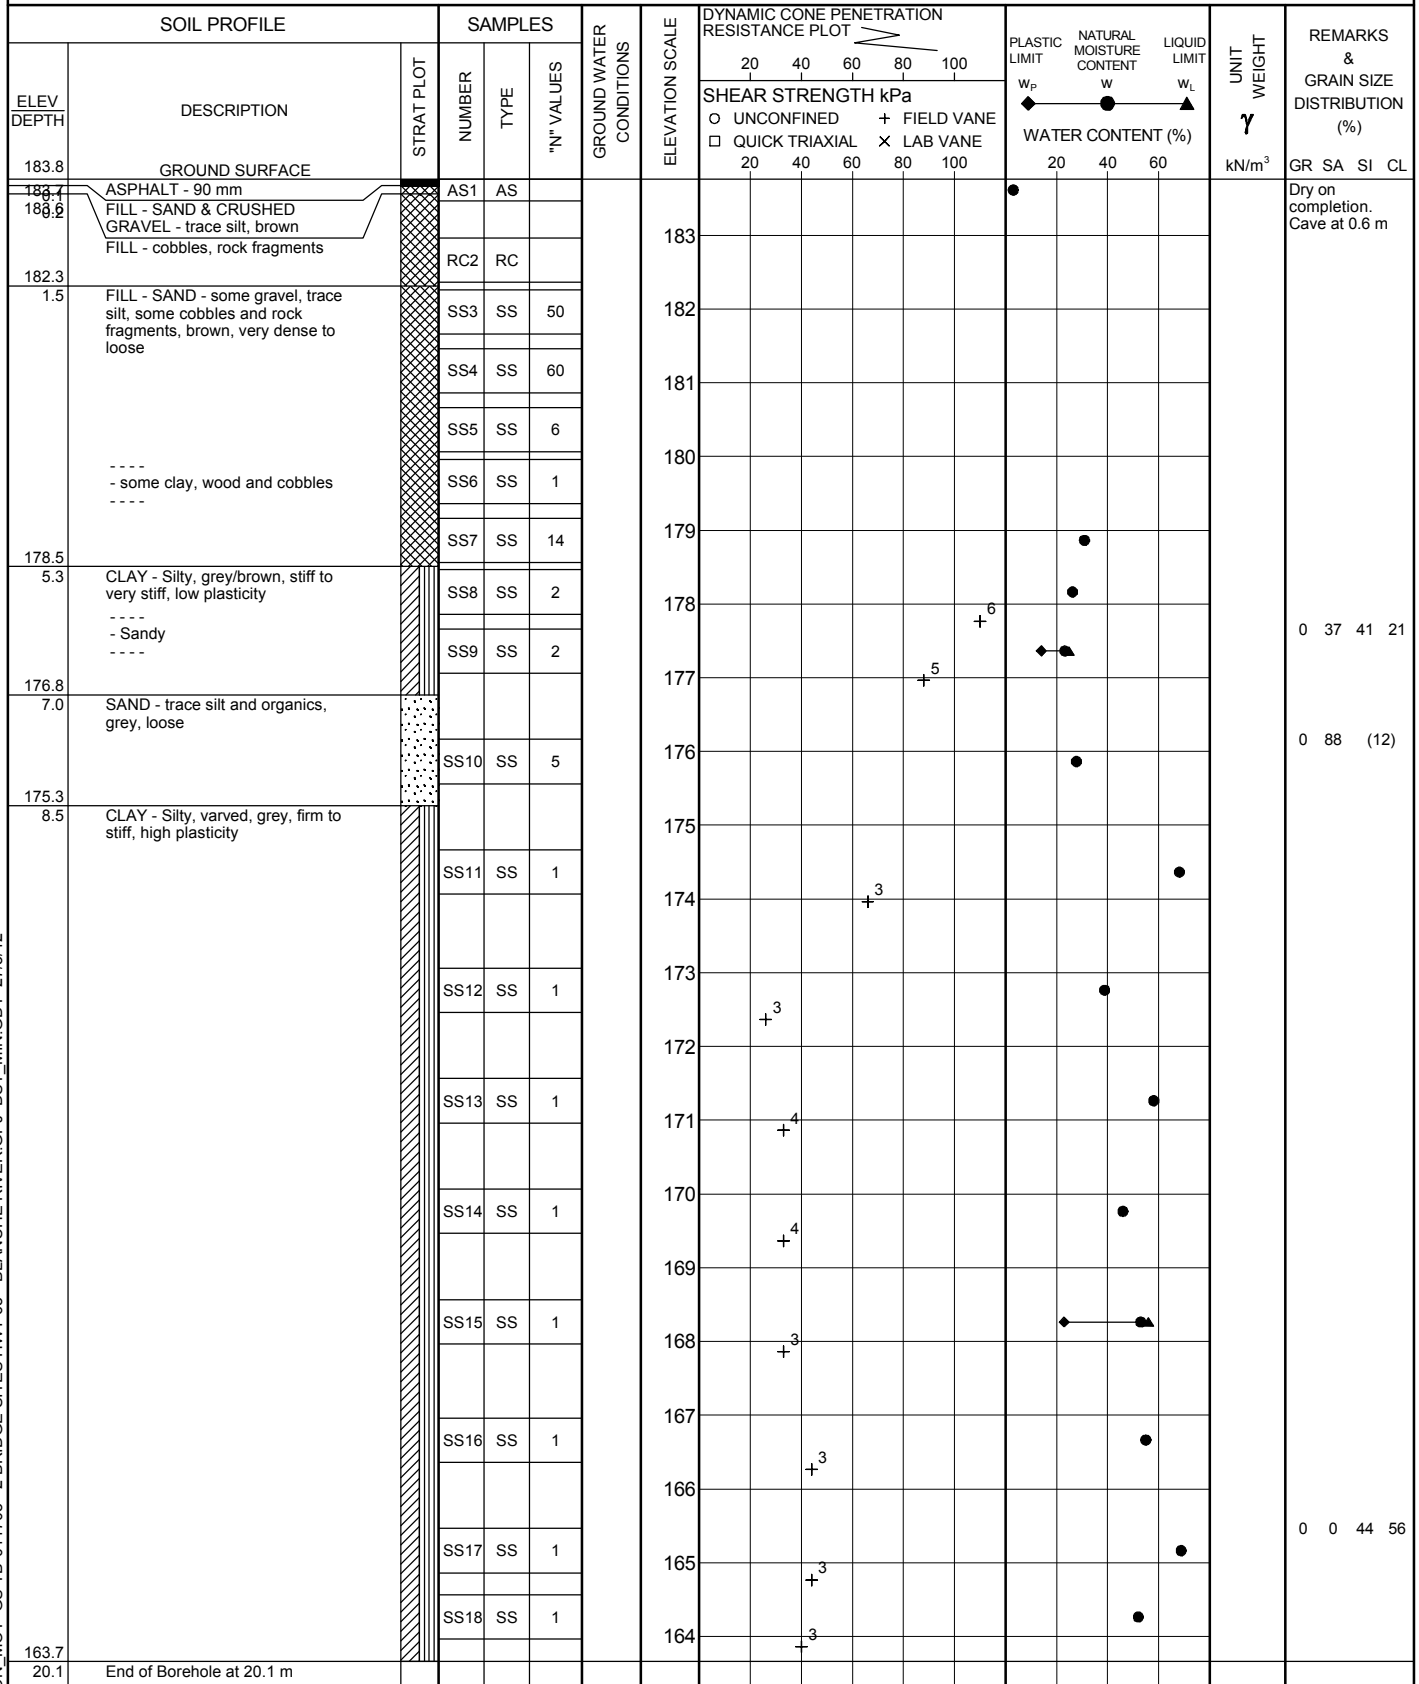 SOIL PROFILE
SAMPLES
GROUND WATER
CONDITIONS
ELEVATION SCALE
DYNAMIC CONE PENETRATION
RESISTANCE PLOT
20 40 60 80 100
SHEAR STRENGTH kPa
UNCONFINED + FIELD VANE
QUICK TRIAXIAL × LAB VANE
20 40 60 80 100
PLASTIC
LIMIT
NATURAL
MOISTURE
CONTENT
LIQUID
LIMIT
WP W WL
WATER CONTENT (%)
20 40 60
UNIT
WEIGHT
γ
kN/m³
REMARKS
&
GRAIN SIZE
DISTRIBUTION
(%)
GR SA SI CL
ELEV
DEPTH
DESCRIPTION
STRAT PLOT
NUMBER
TYPE
"N" VALUES
183.8 GROUND SURFACE
183.7
0.1
ASPHALT - 90 mm
183.6
0.2
FILL - SAND & CRUSHED
GRAVEL - trace silt, brown
FILL - cobbles, rock fragments
182.3
1.5
FILL - SAND - some gravel, trace
silt, some cobbles and rock
fragments, brown, very dense to
loose
- - - -
- some clay, wood and cobbles
- - - -
178.5
5.3
CLAY - Silty, grey/brown, stiff to
very stiff, low plasticity
- - - -
- Sandy
- - - -
176.8
7.0
SAND - trace silt and organics,
grey, loose
175.3
8.5
CLAY - Silty, varved, grey, firm to
stiff, high plasticity
163.7
20.1
End of Borehole at 20.1 m
AS1 AS
RC2 RC
SS3 SS 50
SS4 SS 60
SS5 SS 6
SS6 SS 1
SS7 SS 14
SS8 SS 2
SS9 SS 2
SS10 SS 5
SS11 SS 1
SS12 SS 1
SS13 SS 1
SS14 SS 1
SS15 SS 1
SS16 SS 1
SS17 SS 1
SS18 SS 1
183
182
181
180
179
178
177
176
175
174
173
172
171
170
169
168
167
166
165
164
6
5
3
3
4
4
3
3
3
3
Dry on
completion.
Cave at 0.6 m
0 37 41 21
0 88 (12)
0 0 44 56